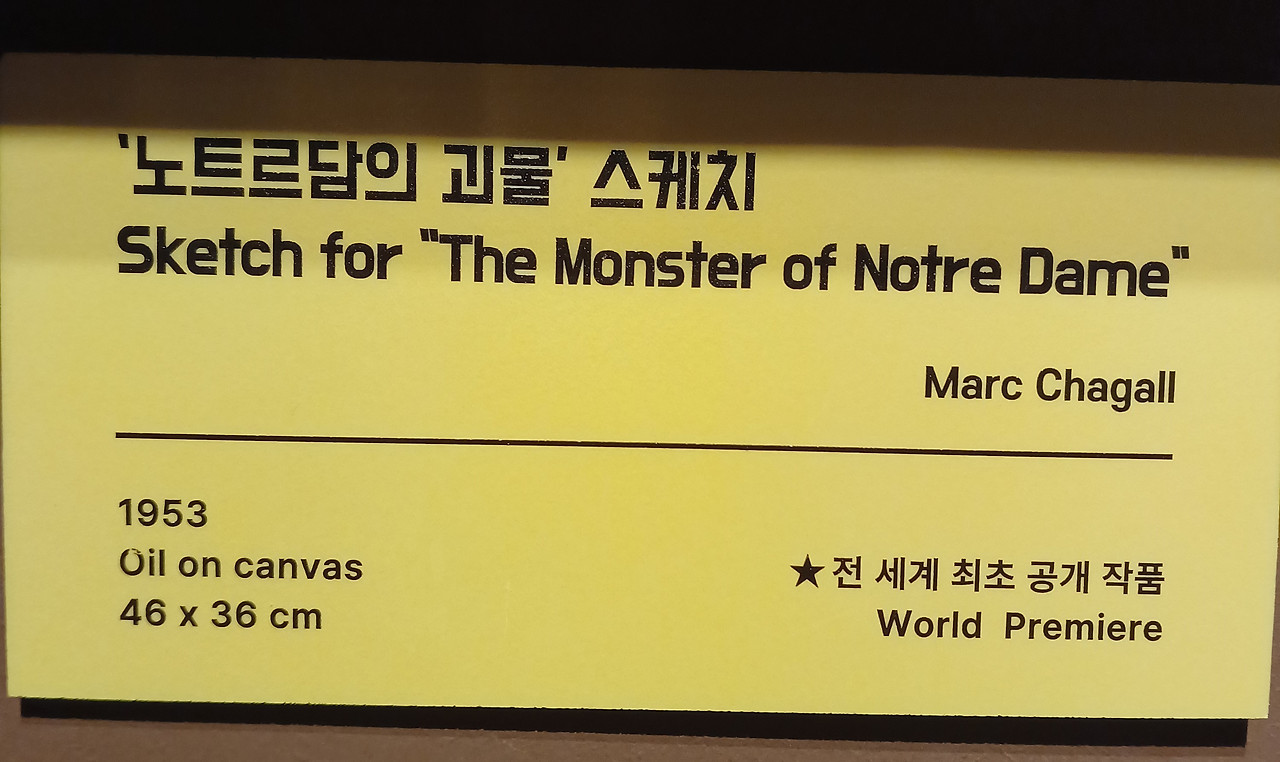 '노트르담의 괴물' 스케치
Sketch for "The Monster of Notre Dame"
Marc Chagall
1953
Oil on canvas
46 x 36 cm
★전 세계 최초 공개 작품
World Premiere